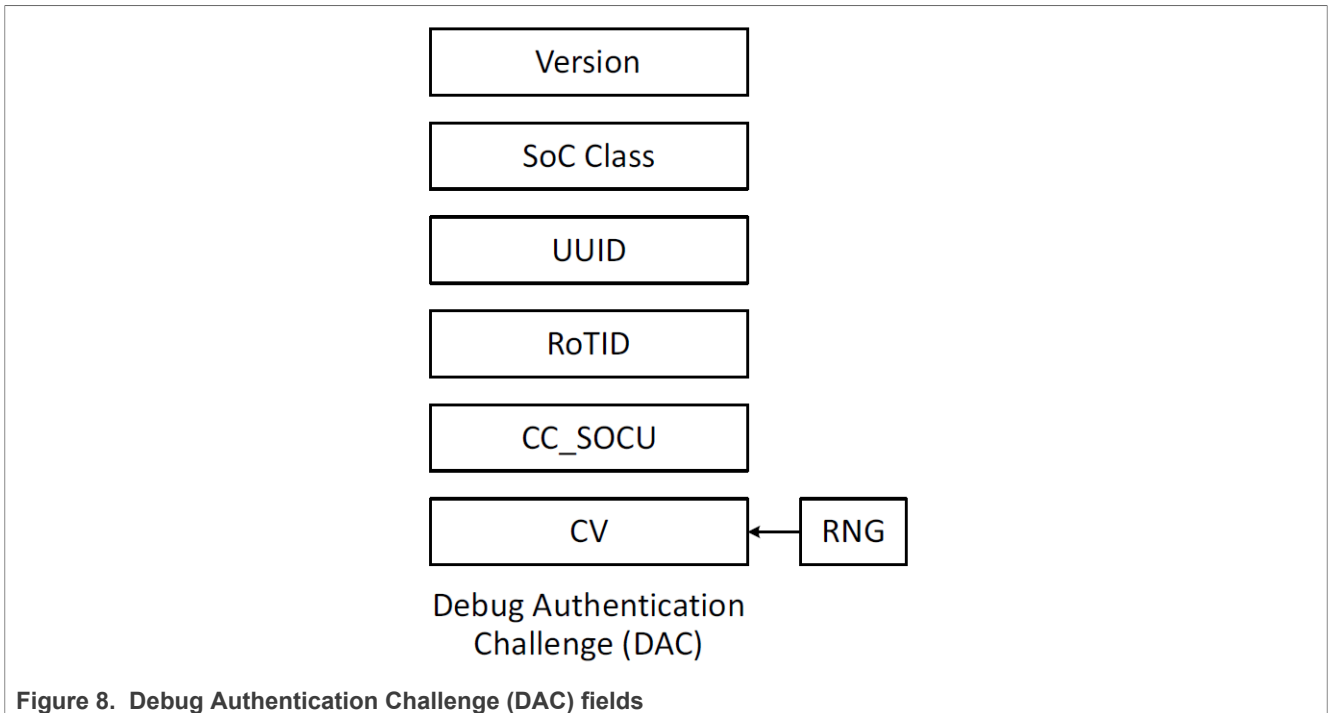 Version
SoC Class
UUID
RoTID
CC_SOCU
CV
RNG
Debug Authentication
Challenge (DAC)
Figure 8. Debug Authentication Challenge (DAC) fields